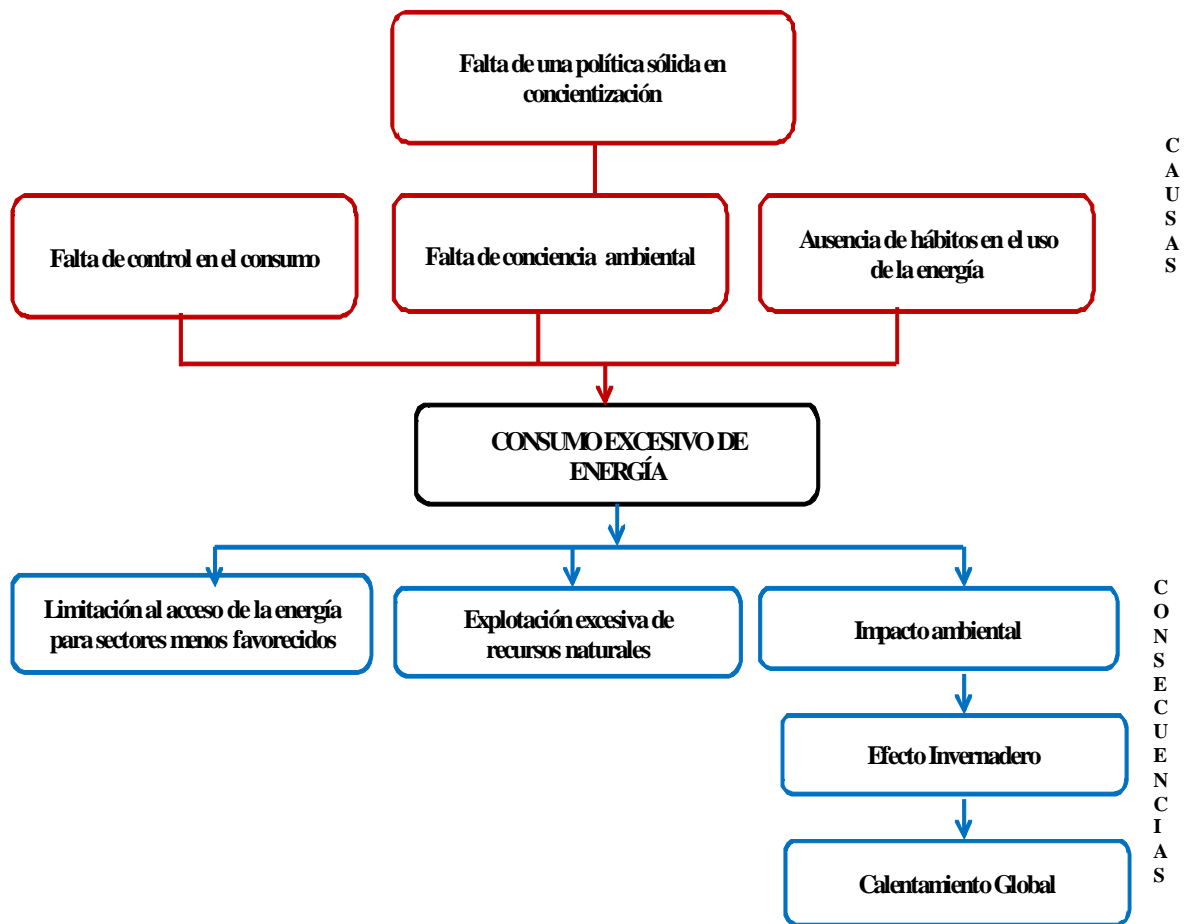 Falta de una política sólida en
concientización
Falta de control en el consumo
Falta de conciencia ambiental
Ausencia de hábitos en el uso
de la energía
CAUSAS
CONSUMO EXCESIVO DE
ENERGÍA
Limitación al acceso de la energía
para sectores menos favorecidos
Explotación excesiva de
recursos naturales
Impacto ambiental
Efecto Invernadero
Calentamiento Global
CONSECUENCIAS